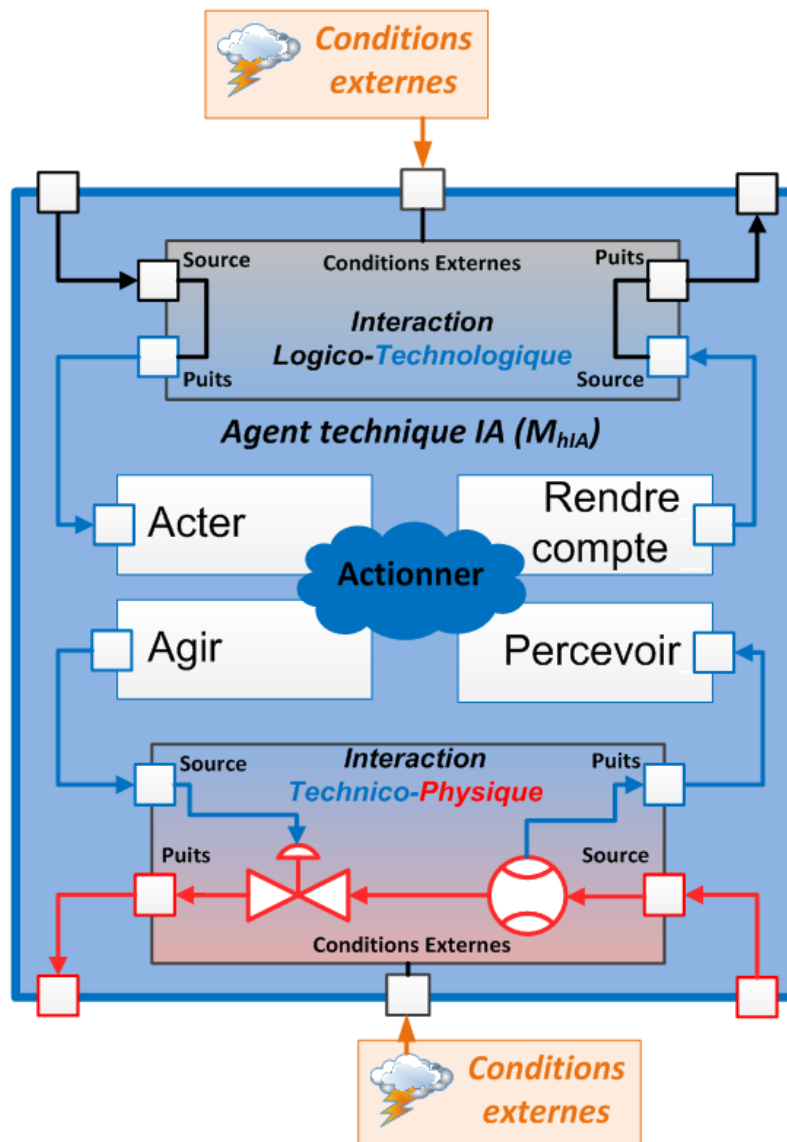 Conditions
externes
Source
Conditions Externes
Puits
Interaction
Logico-Technologique
Puits
Source
Agent technique IA (MhIA)
Acter
Rendre
compte
Actionner
Agir
Percevoir
Source
Interaction
Puits
Technico-Physique
Puits
Source
Conditions Externes
Conditions
externes